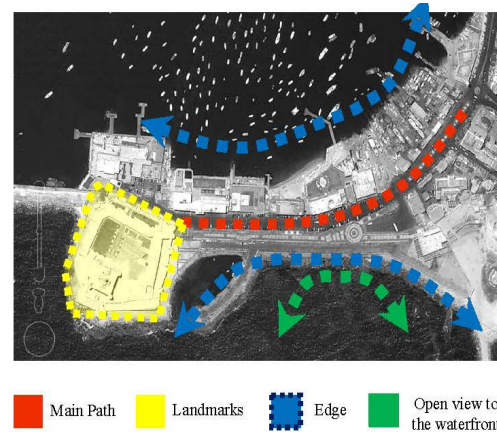 Main Path
Landmarks
Edge
Open view to
the waterfront